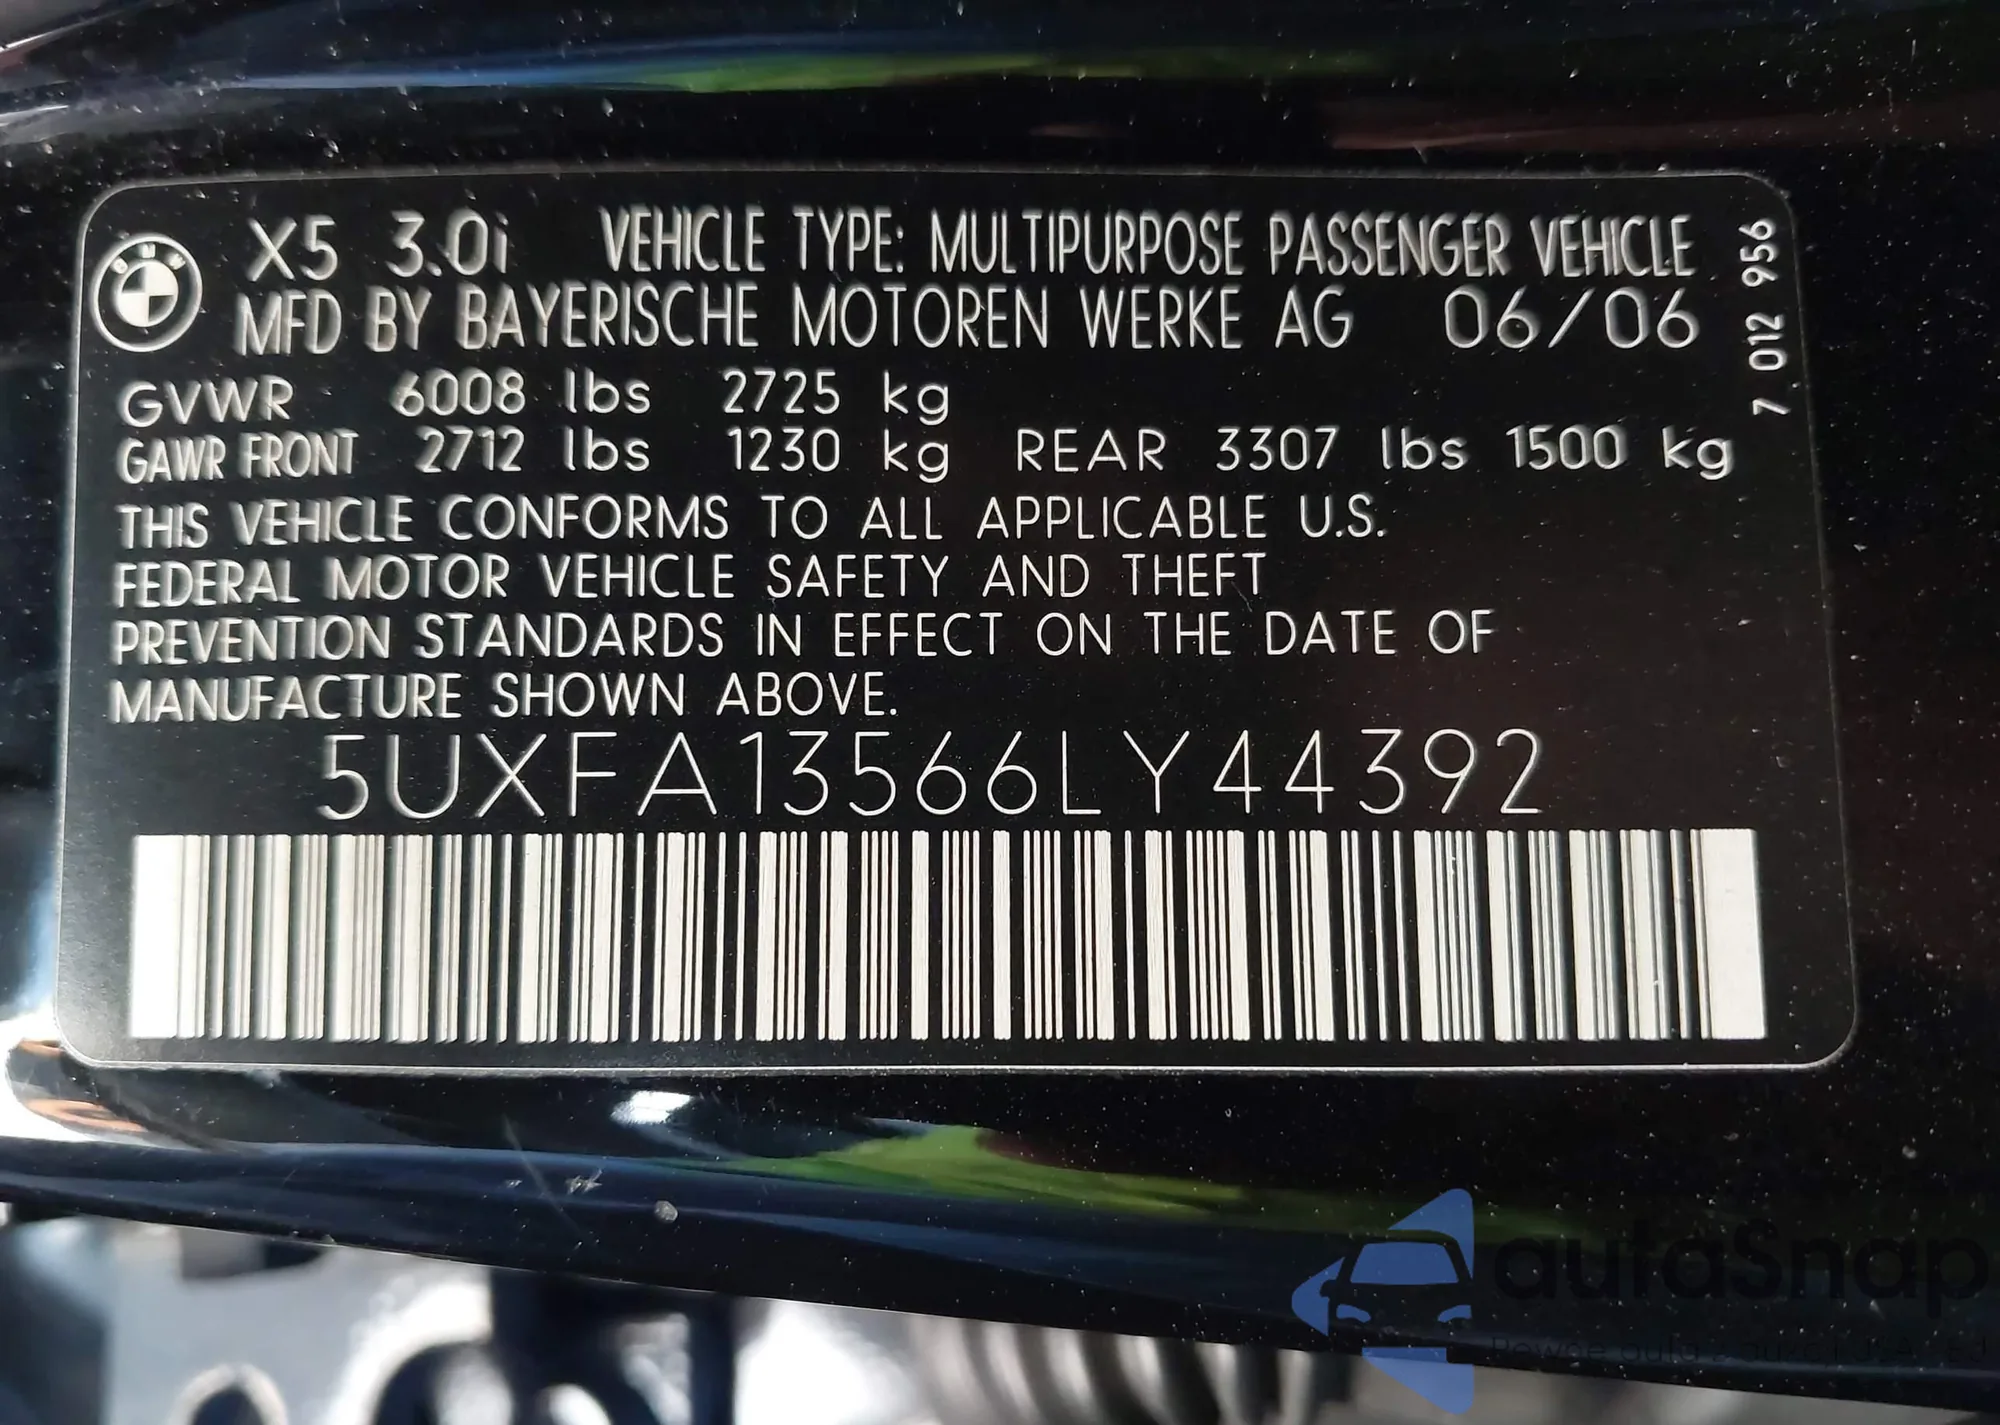 BMW
X5 3.0i VEHICLE TYPE: MULTIPURPOSE PASSENGER VEHICLE
MFD BY BAYERISCHE MOTOREN WERKE AG 06/06
GVWR 6008 lbs 2725 kg
GAWR FRONT 2712 lbs 1230 kg REAR 3307 lbs 1500 kg
THIS VEHICLE CONFORMS TO ALL APPLICABLE U.S.
FEDERAL MOTOR VEHICLE SAFETY AND THEFT
PREVENTION STANDARDS IN EFFECT ON THE DATE OF
MANUFACTURE SHOWN ABOVE.
5UXFA13566LY44392
7 012 956
autaSnap